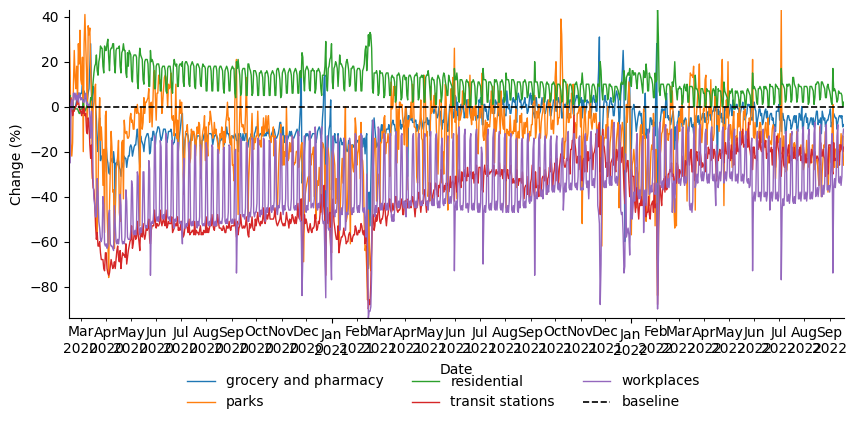 40
20
0
−20
−40
−60
−80
Change (%)
Mar Apr May Jun Jul Aug Sep Oct Nov Dec Jan Feb Mar Apr May Jun Jul Aug Sep Oct Nov Dec Jan Feb Mar Apr May Jun Jul Aug Sep
2020 2020 2020 2020 2020 2020 2020 2020 2020 2020 2021 2021 2021 2021 2021 2021 2021 2021 2021 2021 2021 2021 2022 2022 2022 2022 2022 2022 2022 2022 2022
Date
grocery and pharmacy residential workplaces
parks transit stations baseline